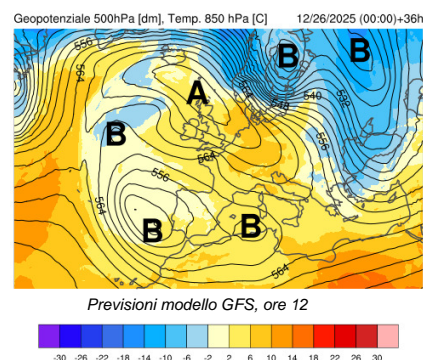 Geopotenziale 500hPa [dm], Temp. 850 hPa [C] 12/26/2025 (00:00)+36h
556
564
B
B
A
540
548
532
B
556
564
556
564
B
B
564
Previsioni modello GFS, ore 12
-30 -26 -22 -18 -14 -10 -6 -2 2 6 10 14 18 22 26 30